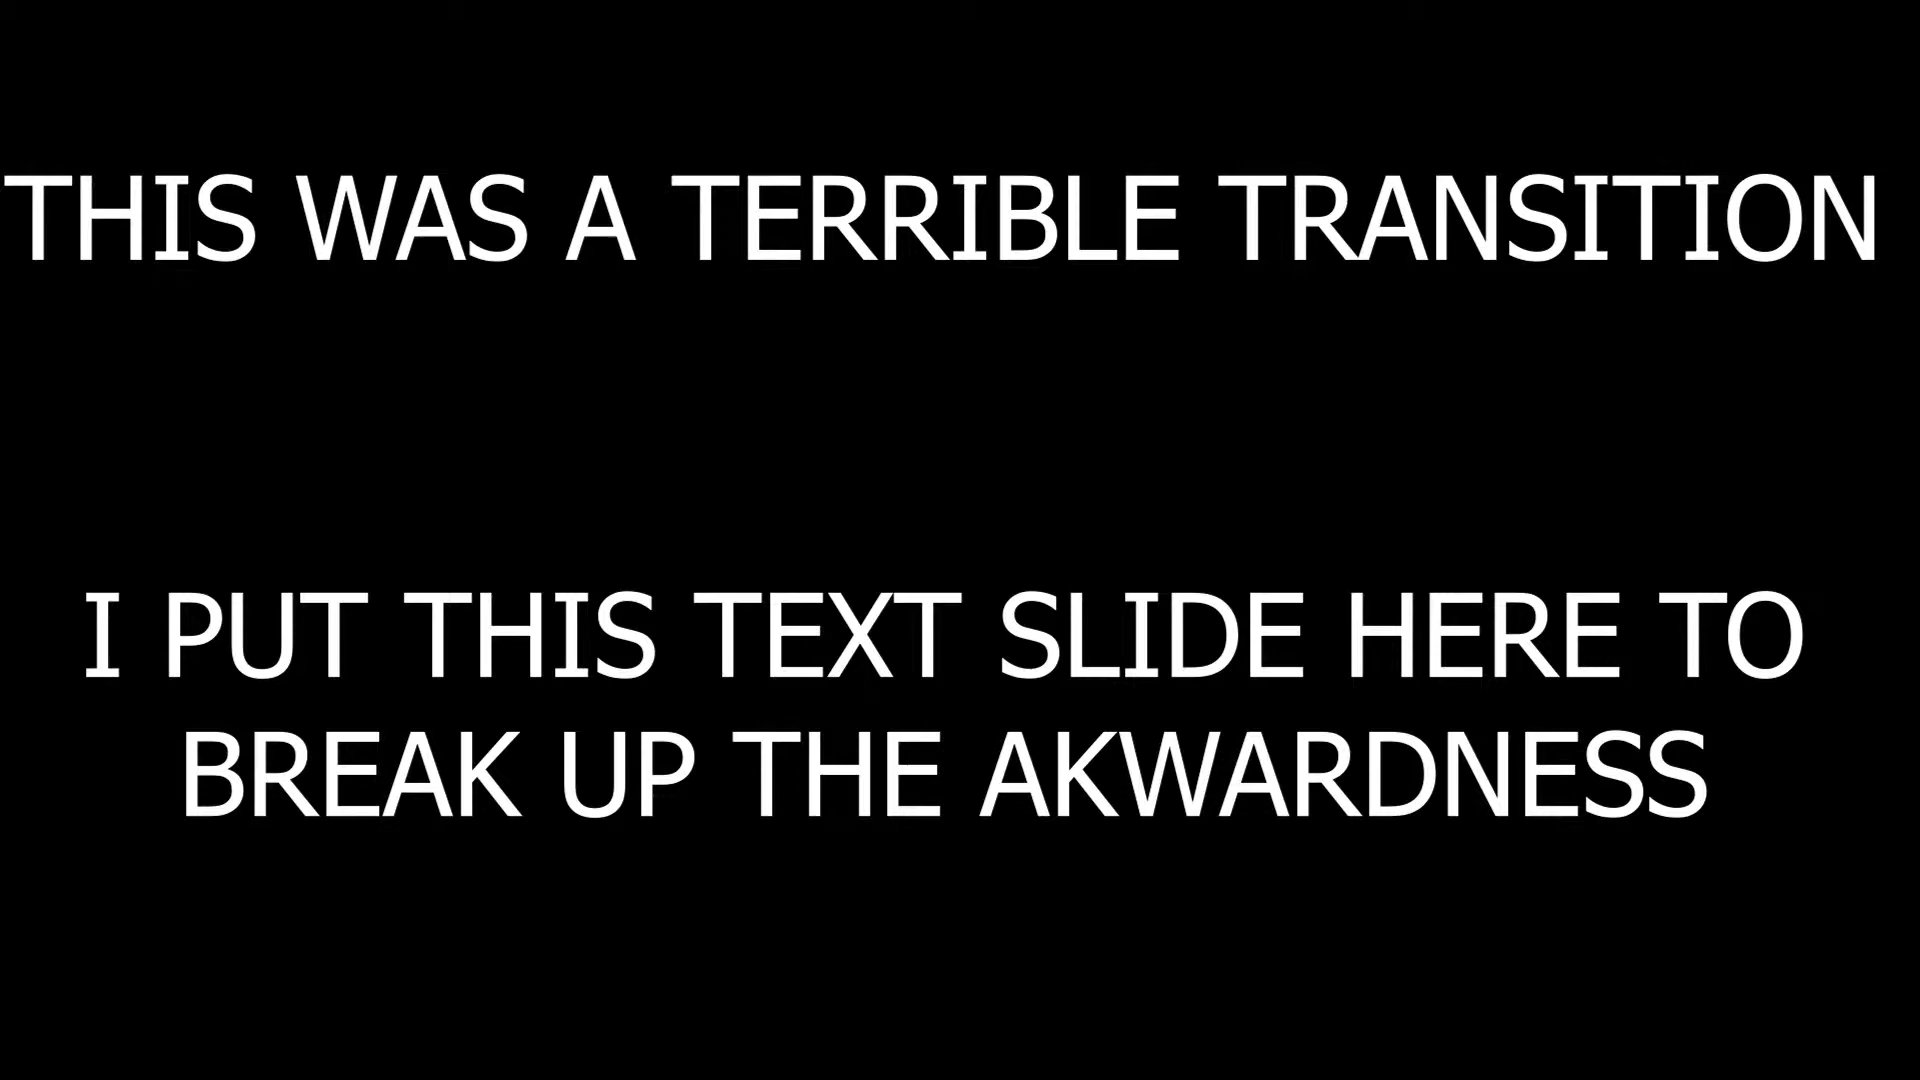 THIS WAS A TERRIBLE TRANSITION
I PUT THIS TEXT SLIDE HERE TO
BREAK UP THE AKWARDNESS